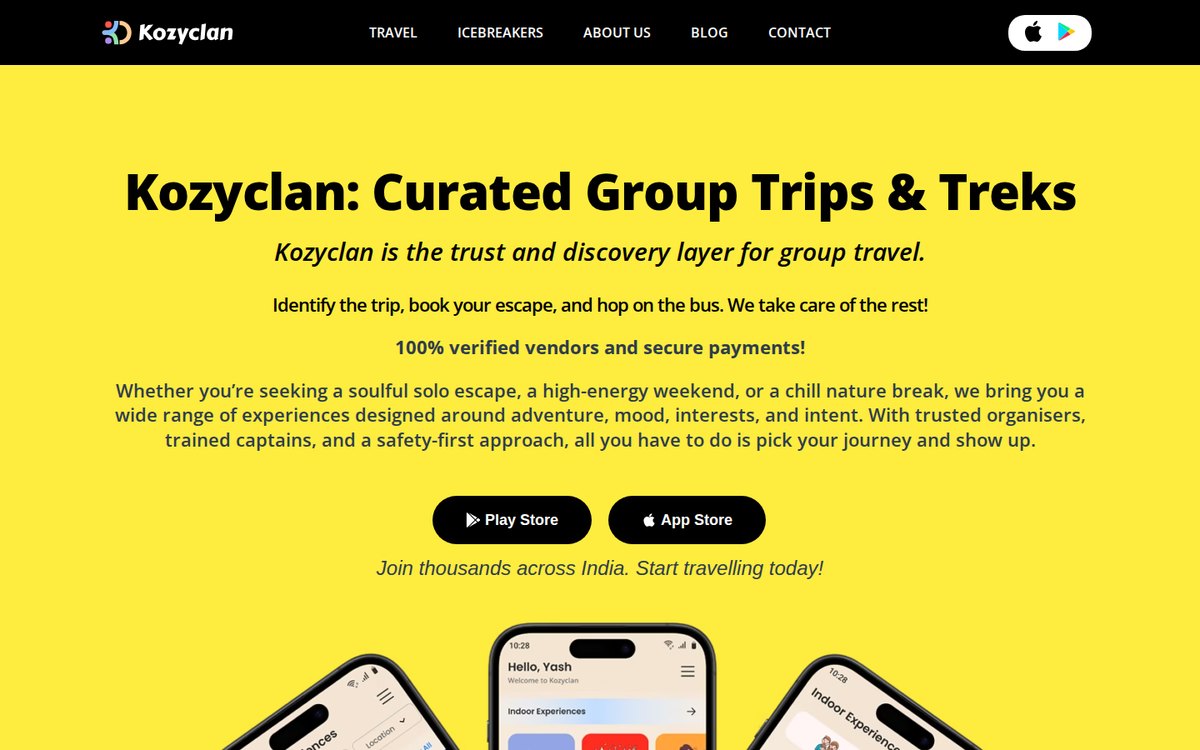 Kozyclan
TRAVEL
ICEBREAKERS
ABOUT US
BLOG
CONTACT
Kozyclan: Curated Group Trips & Treks
Kozyclan is the trust and discovery layer for group travel.
Identify the trip, book your escape, and hop on the bus. We take care of the rest!
100% verified vendors and secure payments!
Whether you’re seeking a soulful solo escape, a high-energy weekend, or a chill nature break, we bring you a
wide range of experiences designed around adventure, mood, interests, and intent. With trusted organisers,
trained captains, and a safety-first approach, all you have to do is pick your journey and show up.
Play Store
App Store
Join thousands across India. Start travelling today!
Location
All
10:28
Hello, Yash
Welcome to Kozyclan
Indoor Experiences
10:28
Indoor